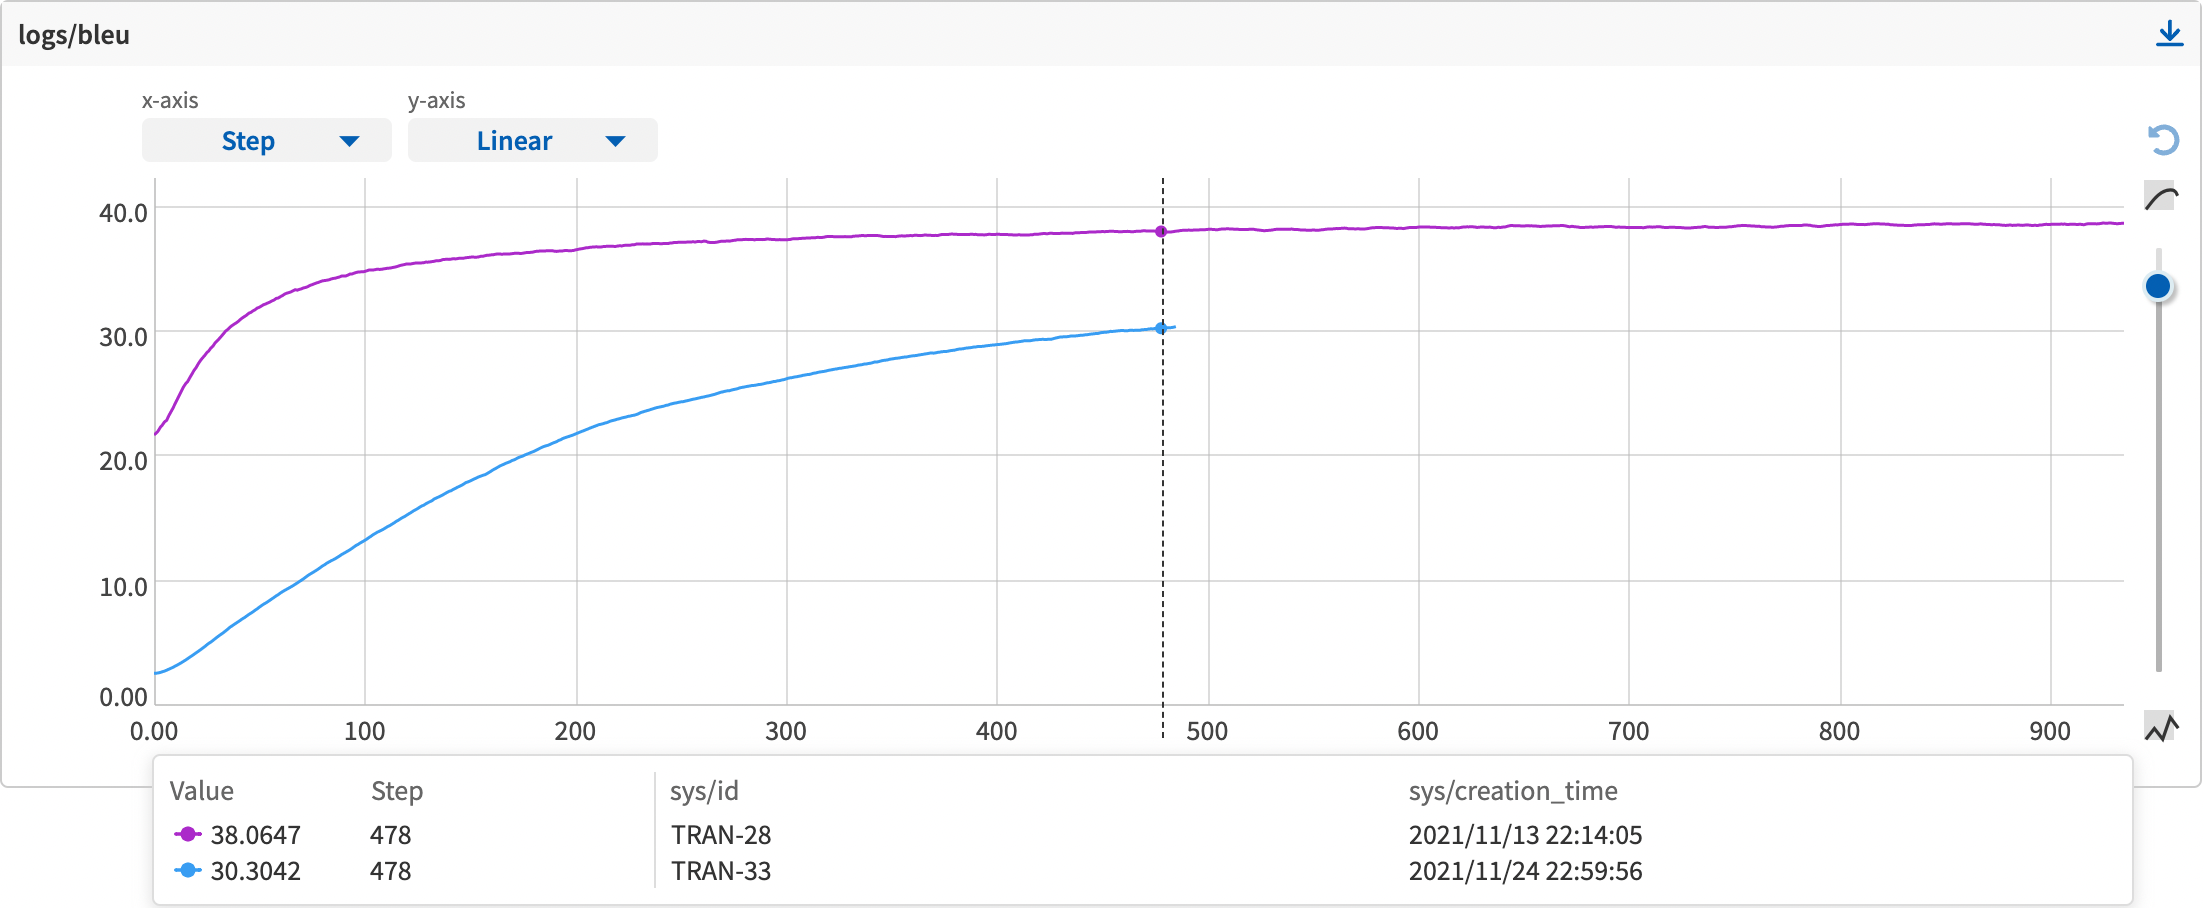 logs/bleu
x-axis y-axis
Step Linear
40.0
30.0
20.0
10.0
0.00
0.00 100 200 300 400 500 600 700 800 900
Value Step sys/id sys/creation_time
38.0647 478 TRAN-28 2021/11/13 22:14:05
30.3042 478 TRAN-33 2021/11/24 22:59:56